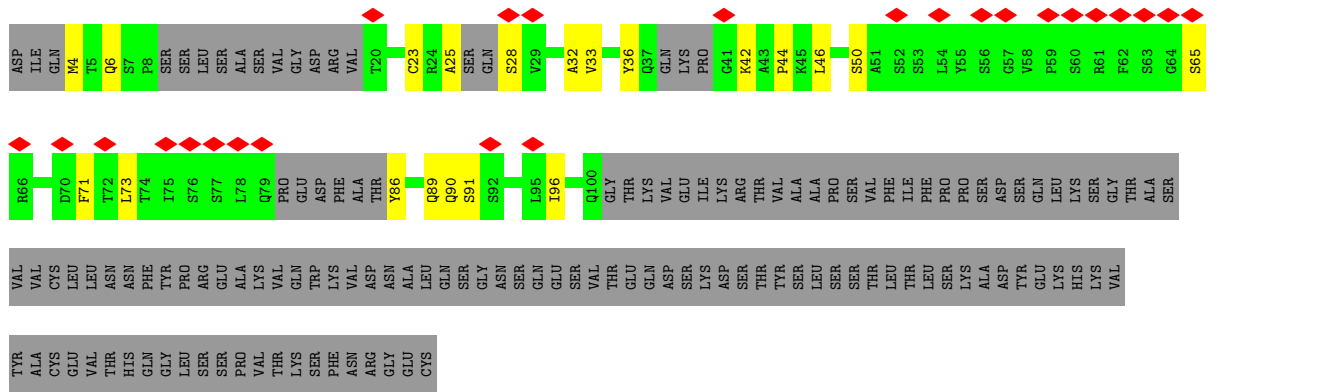 ASP ILE GLN M4 T5 Q6 S7 P8 SER SER LEU SER ALA SER VAL GLY ASP ARG VAL T20 C23 R24 A25 SER GLN S28 V29 A32 V33 Y36 Q37 GLN LYS PRO G41 K42 A43 P44 K45 L46 S50 A51 S52 S53 L54 Y55 S56 G57 V58 P59 S60 R61 F62 S63 G64 S65
R66 D70 F71 T72 L73 T74 I75 S76 S77 L78 Q79 PRO GLU ASP PHE ALA THR Y86 Q89 Q90 S91 S92 L95 I96 Q100 GLY THR LYS VAL GLU ILE LYS ARG THR VAL ALA ALA PRO SER VAL PHE ILE PHE PRO PRO SER ASP SER GLN LEU LYS SER GLY THR ALA SER
VAL VAL CYS LEU LEU ASN ASN PHE TYR PRO ARG GLU ALA LYS VAL GLN TRP LYS VAL ASP ASN ALA LEU GLN SER GLY ASN SER GLN GLU SER VAL THR GLU GLN ASP SER LYS ASP SER THR TYR SER LEU SER SER THR LEU THR LEU SER LYS ALA ASP TYR GLU LYS HIS LYS VAL
TYR ALA CYS GLU VAL THR HIS GLN GLY LEU SER SER PRO VAL THR LYS SER PHE ASN ARG GLY GLU CYS